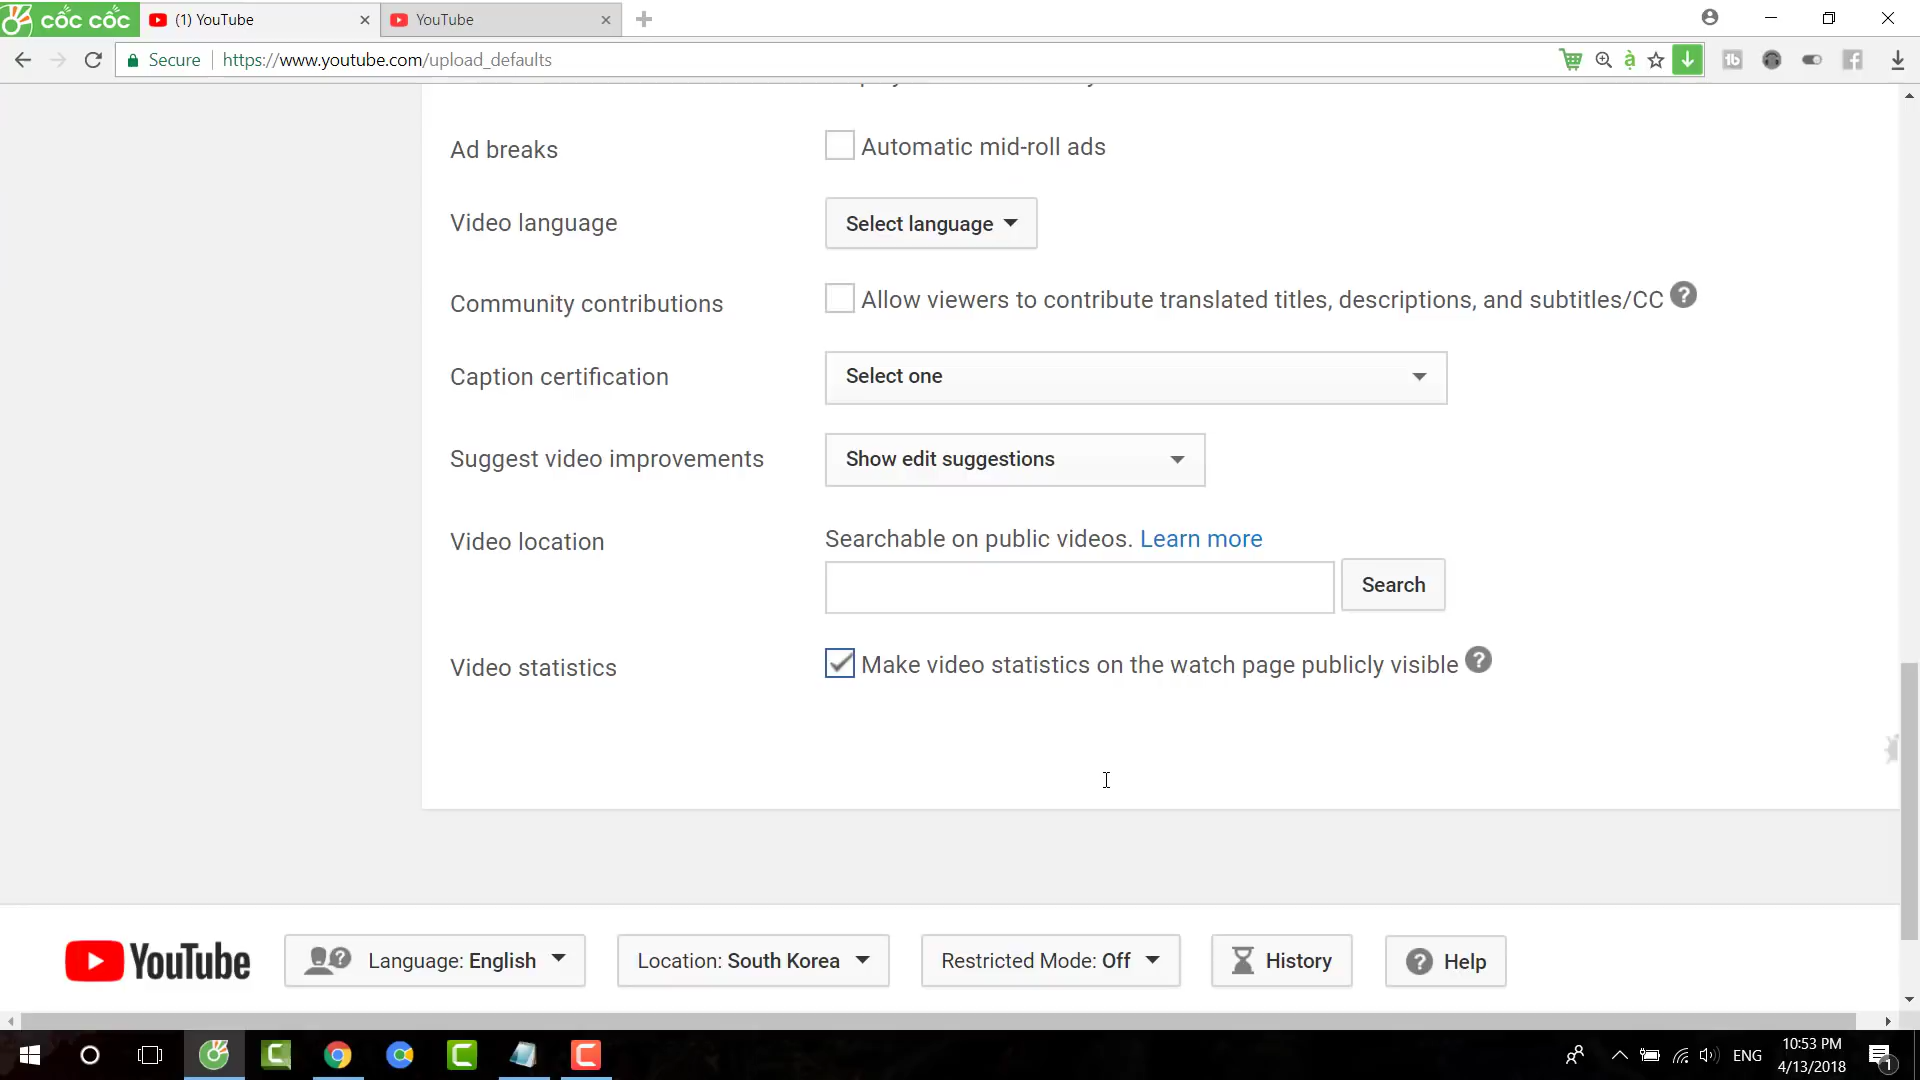 cốc cốc
(1) YouTube
YouTube
Secure
https://www.youtube.com/upload_defaults
Ad breaks
Automatic mid-roll ads
Video language
Select language
Community contributions
Allow viewers to contribute translated titles, descriptions, and subtitles/CC ?
Caption certification
Select one
Suggest video improvements
Show edit suggestions
Video location
Searchable on public videos. Learn more
Search
Video statistics
Make video statistics on the watch page publicly visible ?
YouTube
Language: English
Location: South Korea
Restricted Mode: Off
History
Help
ENG
10:53 PM
4/13/2018
1